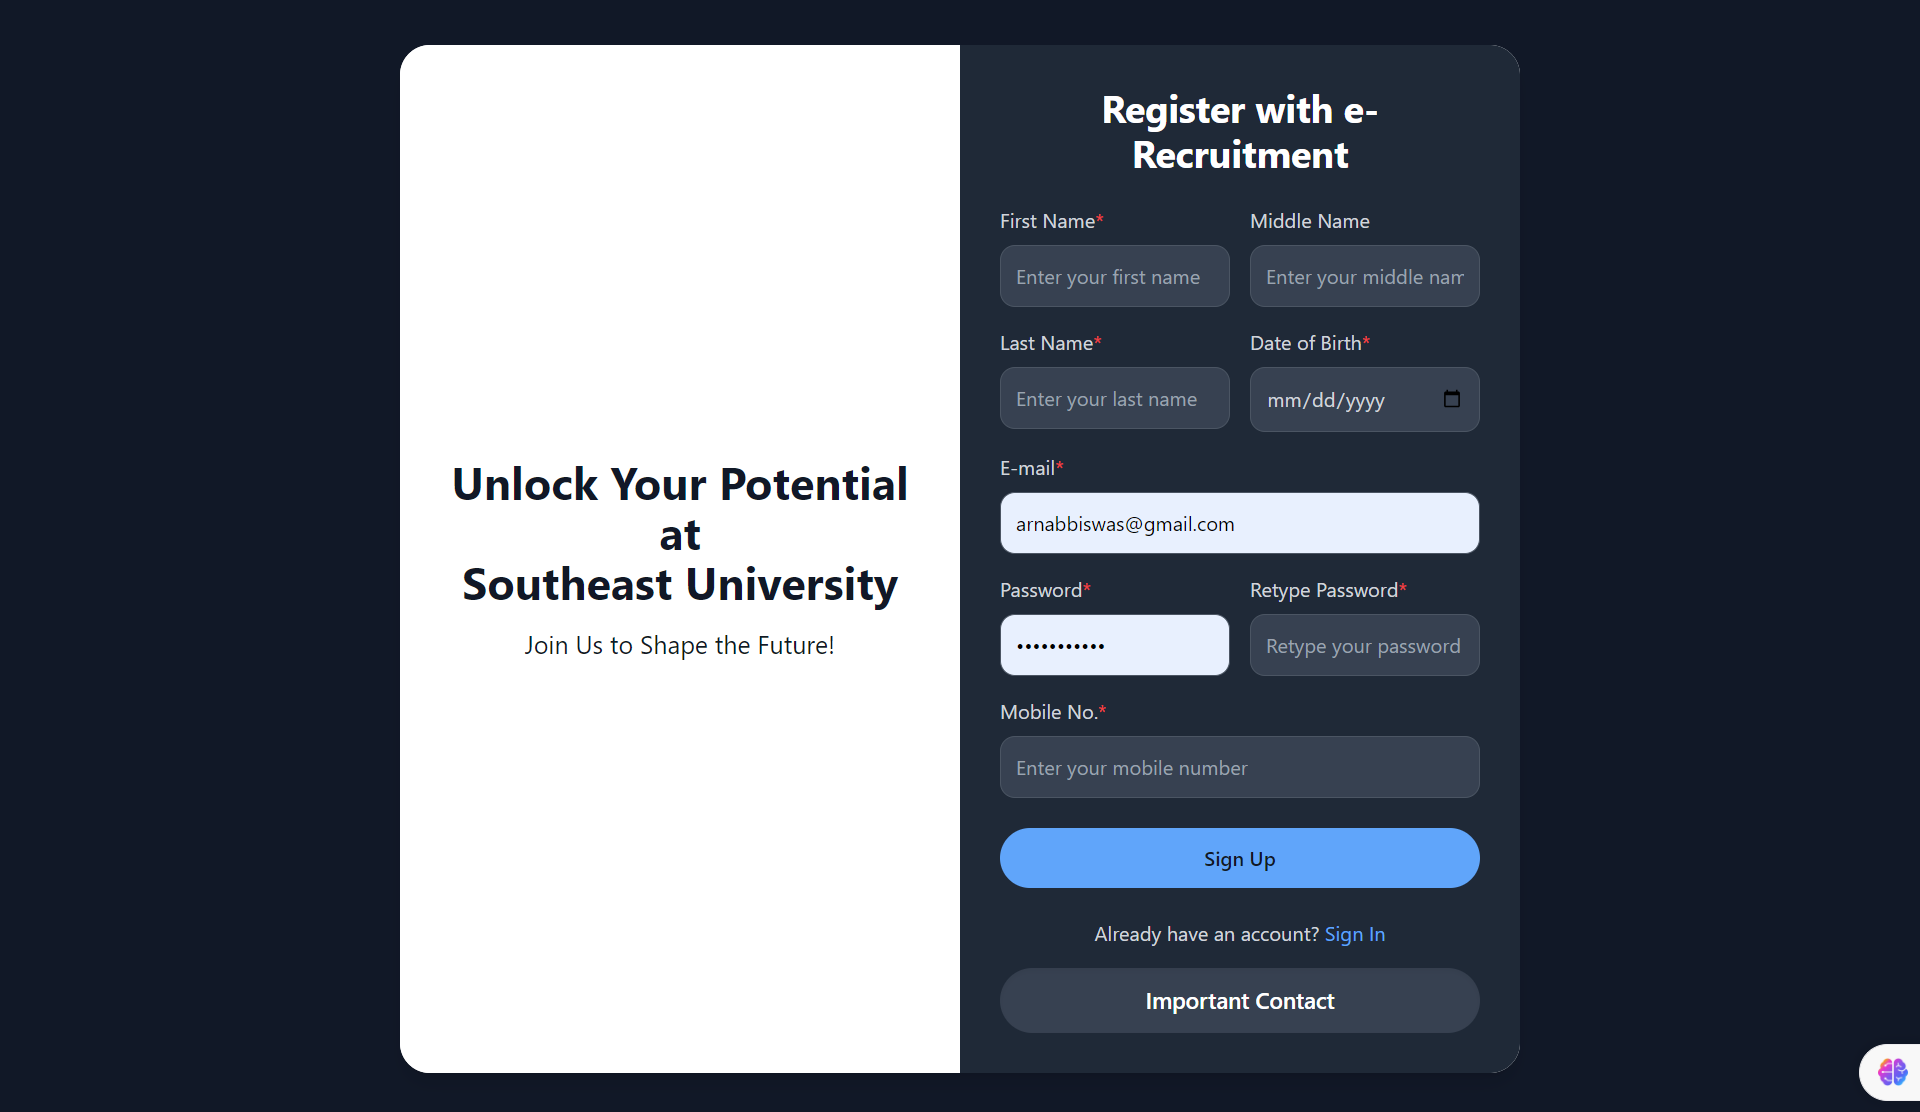 Unlock Your Potential
at
Southeast University
Join Us to Shape the Future!
Register with e-
Recruitment
First Name*
Middle Name
Enter your first name
Enter your middle nam
Last Name*
Date of Birth*
Enter your last name
mm/dd/yyyy
E-mail*
arnabbiswas@gmail.com
Password*
Retype Password*
•••••••••••
Retype your password
Mobile No.*
Enter your mobile number
Sign Up
Already have an account? Sign In
Important Contact